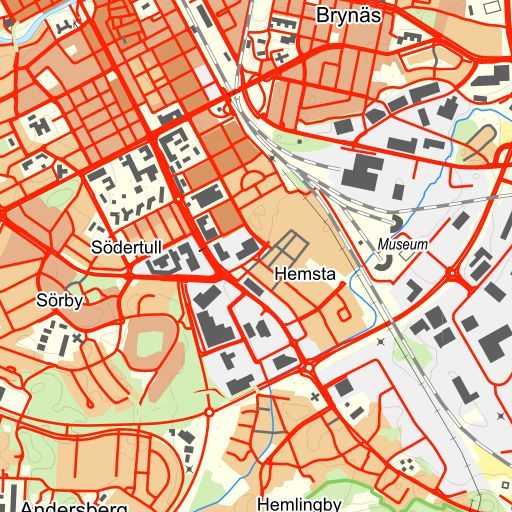 Brynäs
Södertull
Museum
Hemsta
Sörby
Andersberg
Hemlingby